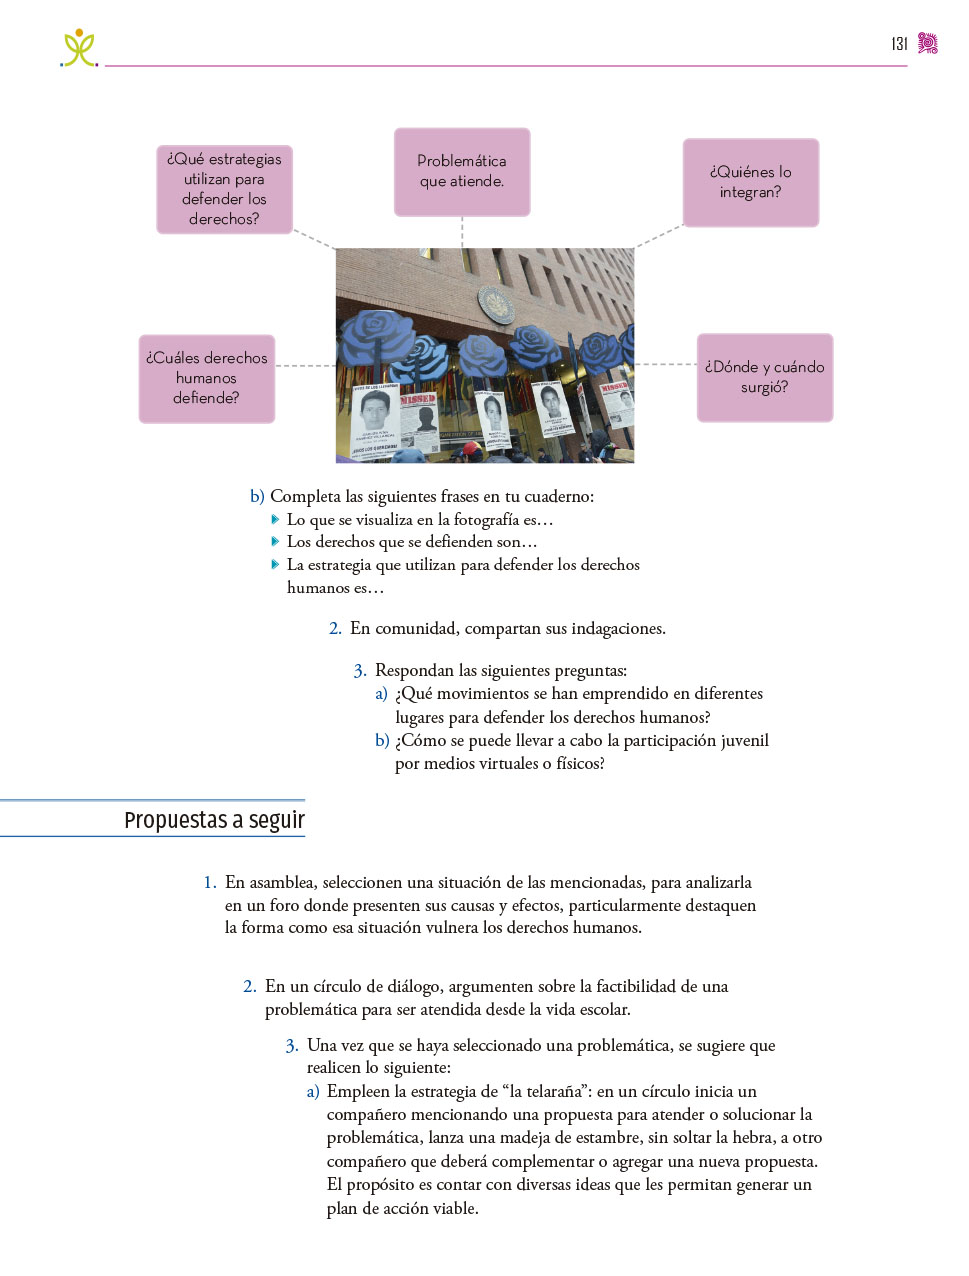 131
¿Qué estrategias
utilizan para
defender los
derechos?
Problemática
que atiende.
¿Quiénes lo
integran?
¿Cuáles derechos
humanos
defiende?
¿Dónde y cuándo
surgió?
MISSED
MISSED
b) Completa las siguientes frases en tu cuaderno:
Lo que se visualiza en la fotografía es…
Los derechos que se defienden son…
La estrategia que utilizan para defender los derechos
humanos es…
2. En comunidad, compartan sus indagaciones.
3. Respondan las siguientes preguntas:
a) ¿Qué movimientos se han emprendido en diferentes
lugares para defender los derechos humanos?
b) ¿Cómo se puede llevar a cabo la participación juvenil
por medios virtuales o físicos?
Propuestas a seguir
1. En asamblea, seleccionen una situación de las mencionadas, para analizarla
en un foro donde presenten sus causas y efectos, particularmente destaquen
la forma como esa situación vulnera los derechos humanos.
2. En un círculo de diálogo, argumenten sobre la factibilidad de una
problemática para ser atendida desde la vida escolar.
3. Una vez que se haya seleccionado una problemática, se sugiere que
realicen lo siguiente:
a) Empleen la estrategia de “la telaraña”: en un círculo inicia un
compañero mencionando una propuesta para atender o solucionar la
problemática, lanza una madeja de estambre, sin soltar la hebra, a otro
compañero que deberá complementar o agregar una nueva propuesta.
El propósito es contar con diversas ideas que les permitan generar un
plan de acción viable.